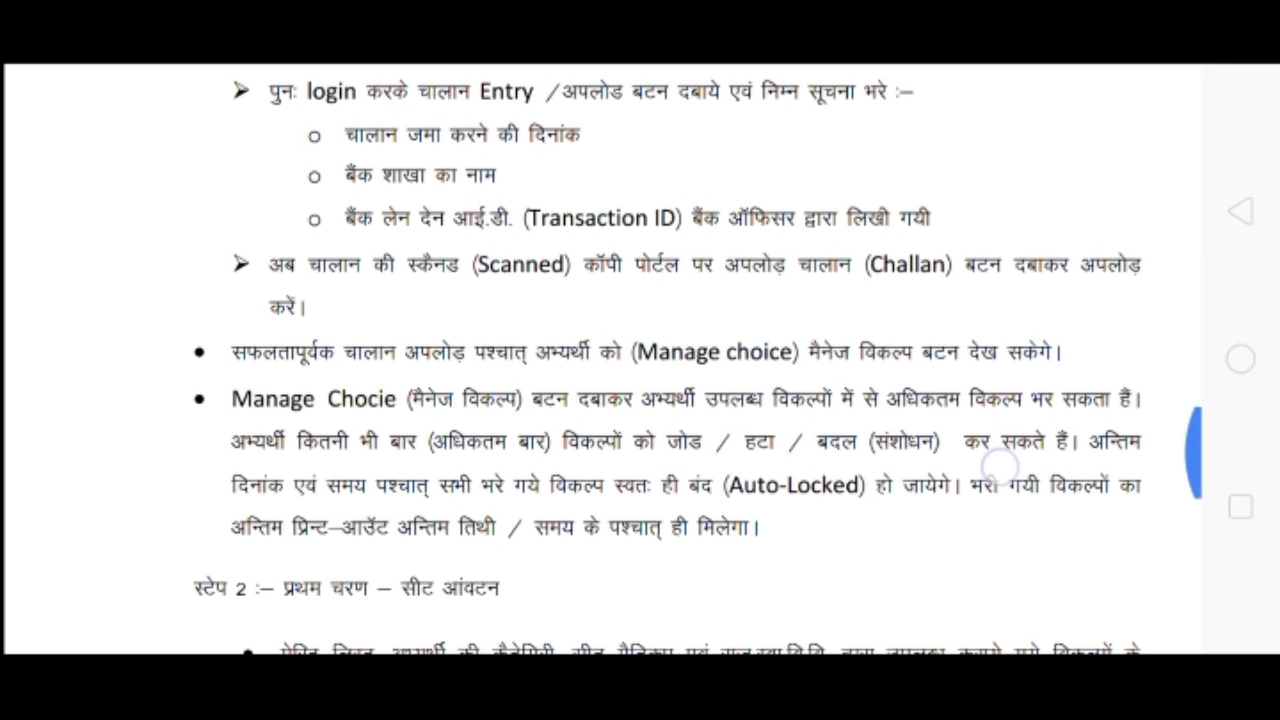 ➢ पुनः login करके चालान Entry /अपलोड बटन दबाये एवं निम्न सूचना भरे :–
o चालान जमा करने की दिनांक
o बैंक शाखा का नाम
o बैंक लेन देन आई.डी. (Transaction ID) बैंक ऑफिसर द्वारा लिखी गयी
➢ अब चालान की स्कैनड (Scanned) कॉपी पोर्टल पर अपलोड़ चालान (Challan) बटन दबाकर अपलोड़
करें।
• सफलतापूर्वक चालान अपलोड़ पश्चात् अभ्यर्थी को (Manage choice) मैनेज विकल्प बटन देख सकेगे।
• Manage Chocie (मैनेज विकल्प) बटन दबाकर अभ्यर्थी उपलब्ध विकल्पों में से अधिकतम विकल्प भर सकता हैं।
अभ्यर्थी कितनी भी बार (अधिकतम बार) विकल्पों को जोड / हटा / बदल (संशोधन) कर सकते हैं। अन्तिम
दिनांक एवं समय पश्चात् सभी भरे गये विकल्प स्वतः ही बंद (Auto-Locked) हो जायेगे। भरी गयी विकल्पों का
अन्तिम प्रिन्ट–आउॅट अन्तिम तिथी / समय के पश्चात् ही मिलेगा।
स्टेप 2 :– प्रथम चरण – सीट आंवटन